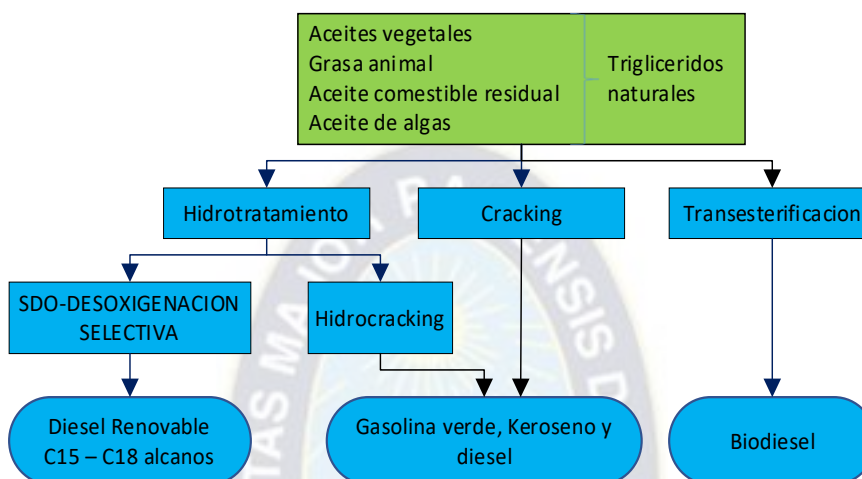 Aceites vegetales
Grasa animal
Aceite comestible residual
Aceite de algas
Trigliceridos
naturales
Hidrotratamiento
Cracking
Transesterificacion
SDO-DESOXIGENACION
SELECTIVA
Hidrocracking
Diesel Renovable
C15 – C18 alcanos
Gasolina verde, Keroseno y
diesel
Biodiesel